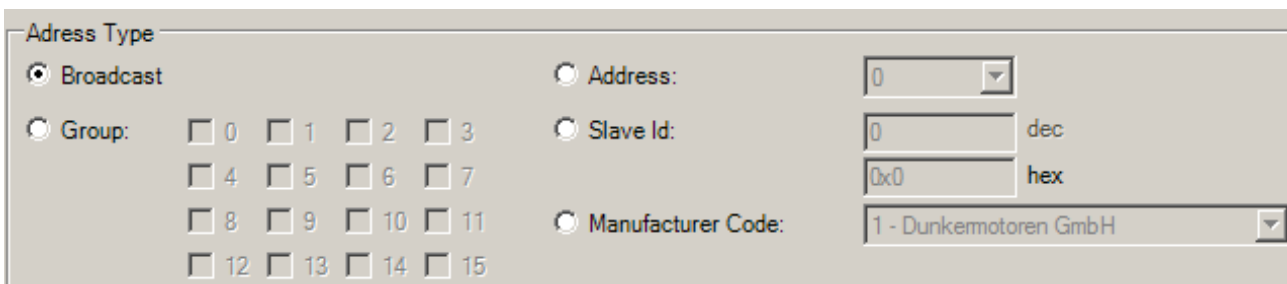 Adress Type
Broadcast
Address: 0
Group: 0 1 2 3
Slave Id: 0 dec
4 5 6 7
0x0 hex
8 9 10 11
Manufacturer Code: 1 - Dunkermotoren GmbH
12 13 14 15